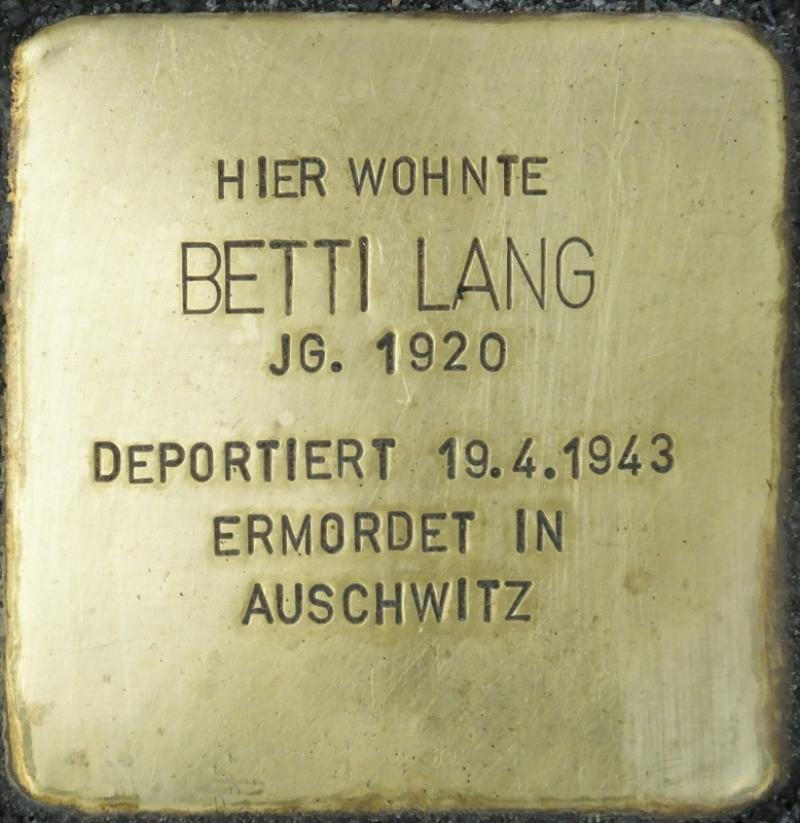 HIER WOHNTE
BETTI LANG
JG. 1920
DEPORTIERT 19.4.1943
ERMORDET IN
AUSCHWITZ